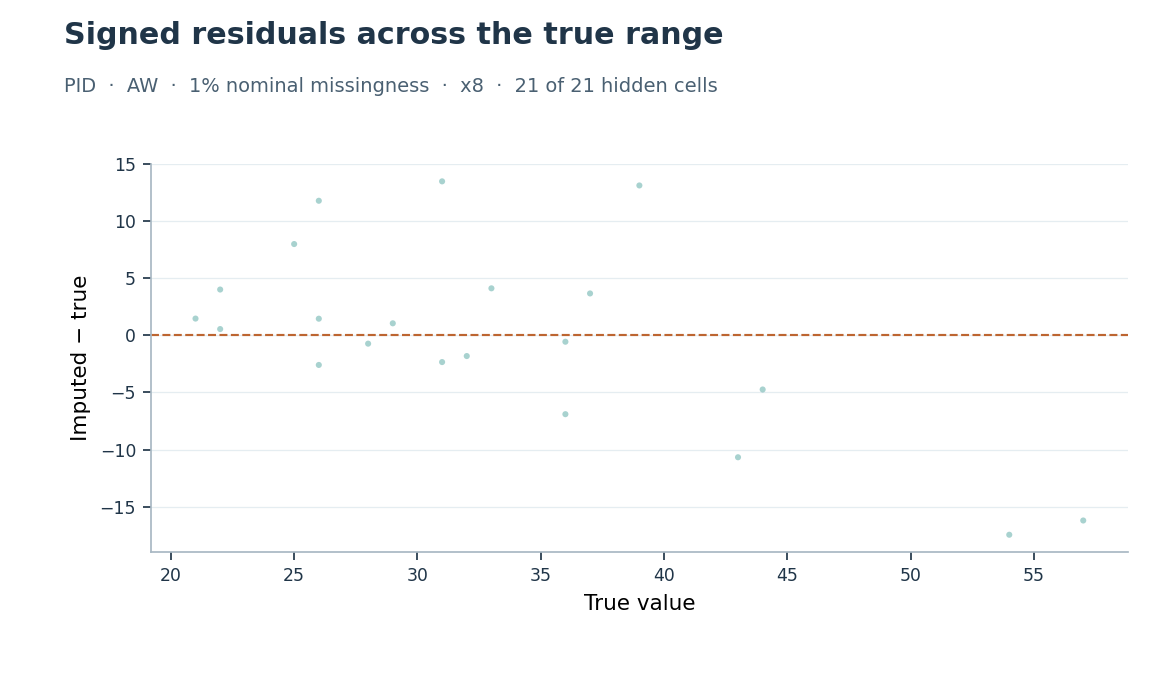 Signed residuals across the true range
PID · AW · 1% nominal missingness · x8 · 21 of 21 hidden cells
Imputed − true
15
10
5
0
−5
−10
−15
20 25 30 35 40 45 50 55
True value